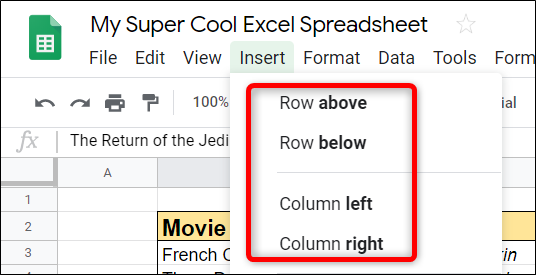 My Super Cool Excel Spreadsheet
File Edit View Insert Format Data Tools Form
100% Row above ial
Row below
fx The Return of the Jedi
A
Column left
1
2 Movie
Column right
3 French C rin